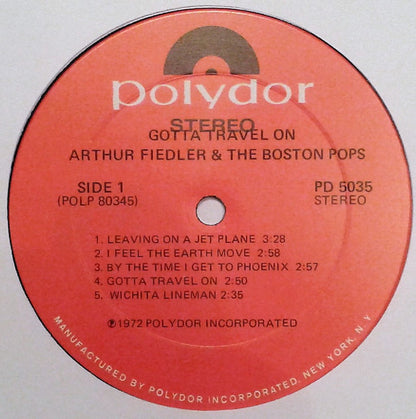 polydor
STEREO
GOTTA TRAVEL ON
ARTHUR FIEDLER & THE BOSTON POPS
SIDE 1 PD 5035
(POLP 80345) STEREO
1. LEAVING ON A JET PLANE 3:28
2. I FEEL THE EARTH MOVE 2:58
3. BY THE TIME I GET TO PHOENIX 2:57
4. GOTTA TRAVEL ON 2:50
5. WICHITA LINEMAN 2:35
Ⓟ1972 POLYDOR INCORPORATED
MANUFACTURED BY POLYDOR INCORPORATED, NEW YORK, N.Y.